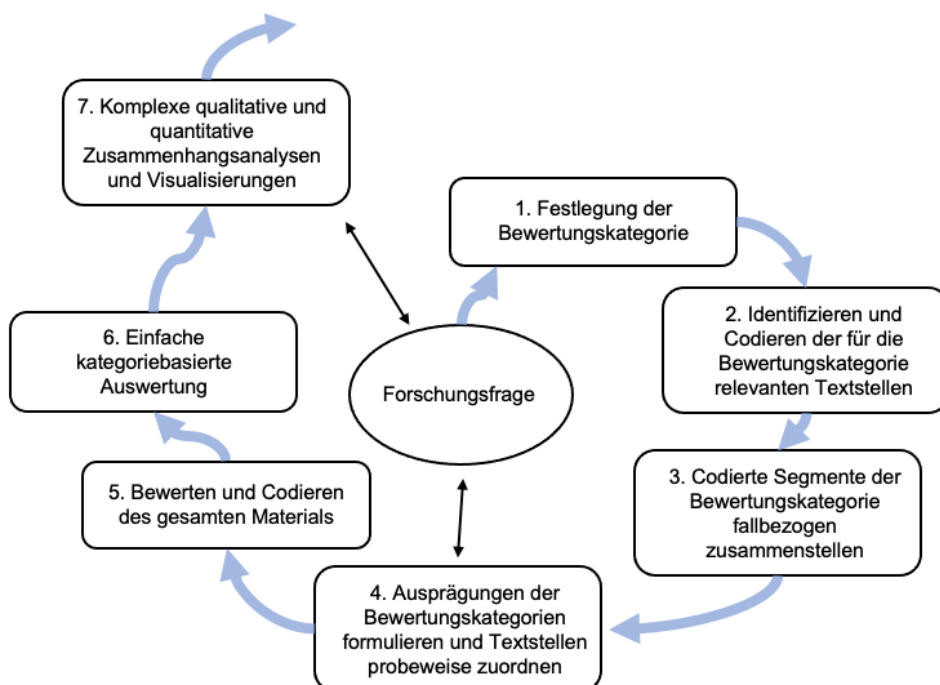 1. Festlegung der
Bewertungskategorie
2. Identifizieren und
Codieren der für die
Bewertungskategorie
relevanten Textstellen
3. Codierte Segmente der
Bewertungskategorie
fallbezogen
zusammenstellen
4. Ausprägungen der
Bewertungskategorien
formulieren und Textstellen
probeweise zuordnen
5. Bewerten und Codieren
des gesamten Materials
6. Einfache
kategoriebasierte
Auswertung
7. Komplexe qualitative und
quantitative
Zusammenhangsanalysen
und Visualisierungen
Forschungsfrage